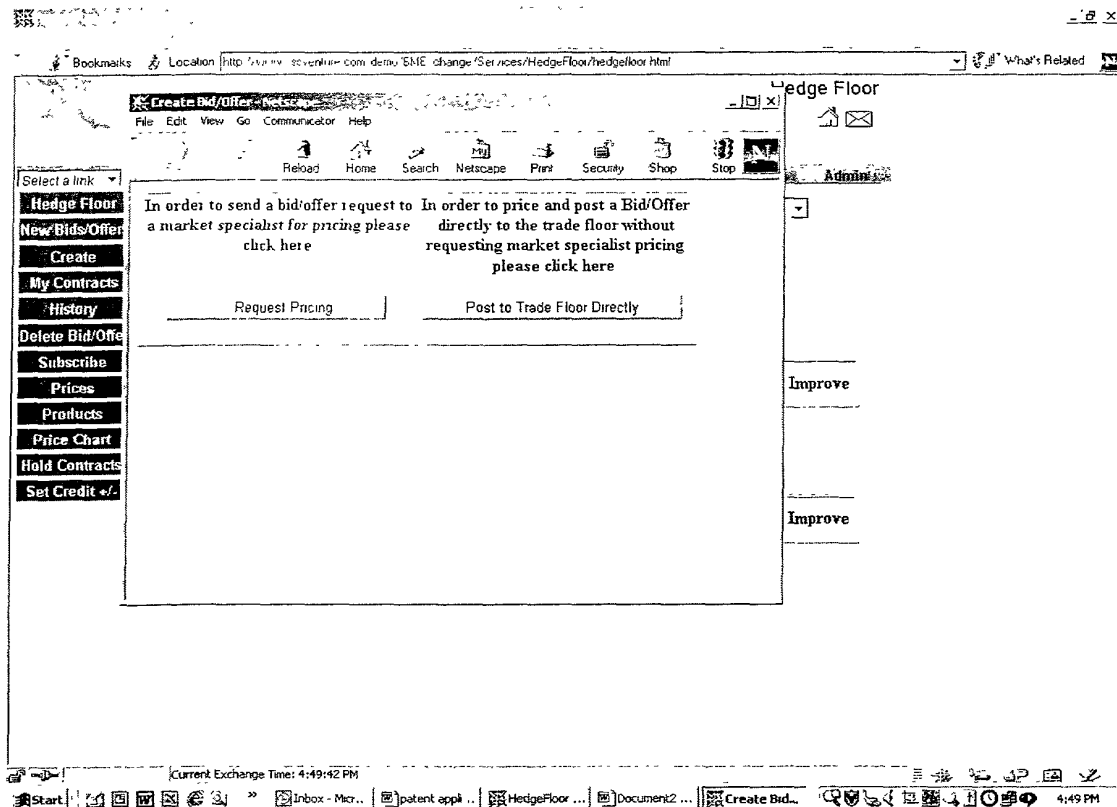 Bookmarks Location What's Related
Hedge Floor
Create Bid/Offer - Netscape
File Edit View Go Communicator Help
Reload Home Search Netscape Print Security Shop Stop
Admin
Select a link
Hedge Floor
New Bids/Offer
Create
My Contracts
History
Delete Bid/Offe
Subscribe
Prices
Products
Price Chart
Hold Contracts
Set Credit +/-
In order to send a bid/offer request to
a market specialist for pricing please
click here
Request Pricing
In order to price and post a Bid/Offer
directly to the trade floor without
requesting market specialist pricing
please click here
Post to Trade Floor Directly
Improve
Improve
Current Exchange Time: 4:49:42 PM
Start » Inbox - Micr... patent appli... HedgeFloor ... Document2 ... Create Bid... 4:49 PM